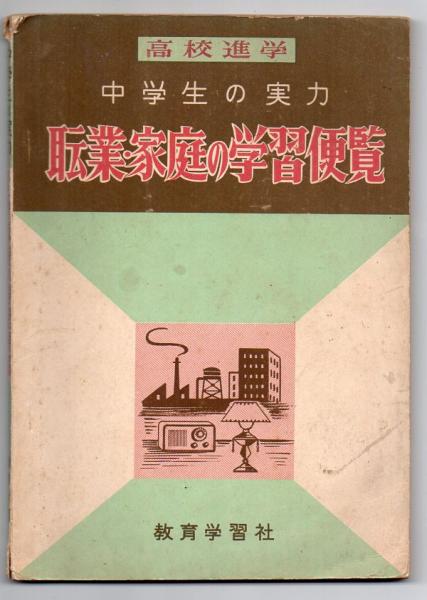 高校進学
中学生の実力
転業家庭の学習便覧
教育学習社